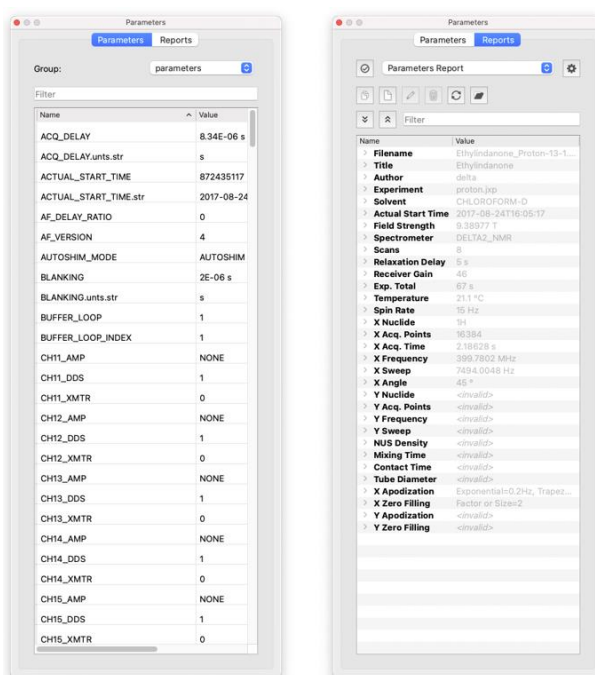 Parameters
Parameters Reports
Group: parameters
Filter
Name Value
ACQ_DELAY 8.34E-06 s
ACQ_DELAY.unts.str s
ACTUAL_START_TIME 872435117
ACTUAL_START_TIME.str 2017-08-24
AF_DELAY_RATIO 0
AF_VERSION 4
AUTOSHIM_MODE AUTOSHIM
BLANKING 2E-06 s
BLANKING.unts.str s
BUFFER_LOOP 1
BUFFER_LOOP_INDEX 1
CH11_AMP NONE
CH11_DDS 1
CH11_XMTR 0
CH12_AMP NONE
CH12_DDS 1
CH12_XMTR 0
CH13_AMP NONE
CH13_DDS 1
CH13_XMTR 0
CH14_AMP NONE
CH14_DDS 1
CH14_XMTR 0
CH15_AMP NONE
CH15_DDS 1
CH15_XMTR 0
Parameters
Parameters Reports
Parameters Report
Filter
Name Value
Filename Ethylindanone_Proton-13-1....
Title Ethylindanone
Author delta
Experiment proton.jxp
Solvent CHLOROFORM-D
Actual Start Time 2017-08-24T16:05:17
Field Strength 9.38977 T
Spectrometer DELTA2_NMR
Scans 8
Relaxation Delay 5 s
Receiver Gain 46
Exp. Total 67 s
Temperature 21.1 °C
Spin Rate 15 Hz
X Nuclide 1H
X Acq. Points 16384
X Acq. Time 2.18628 s
X Frequency 399.7802 MHz
X Sweep 7494.0048 Hz
X Angle 45 °
Y Nuclide <invalid>
Y Acq. Points <invalid>
Y Frequency <invalid>
Y Sweep <invalid>
NUS Density <invalid>
Mixing Time <invalid>
Contact Time <invalid>
Tube Diameter <invalid>
X Apodization Exponential=0.2Hz, Trapez...
X Zero Filling Factor or Size=2
Y Apodization <invalid>
Y Zero Filling <invalid>